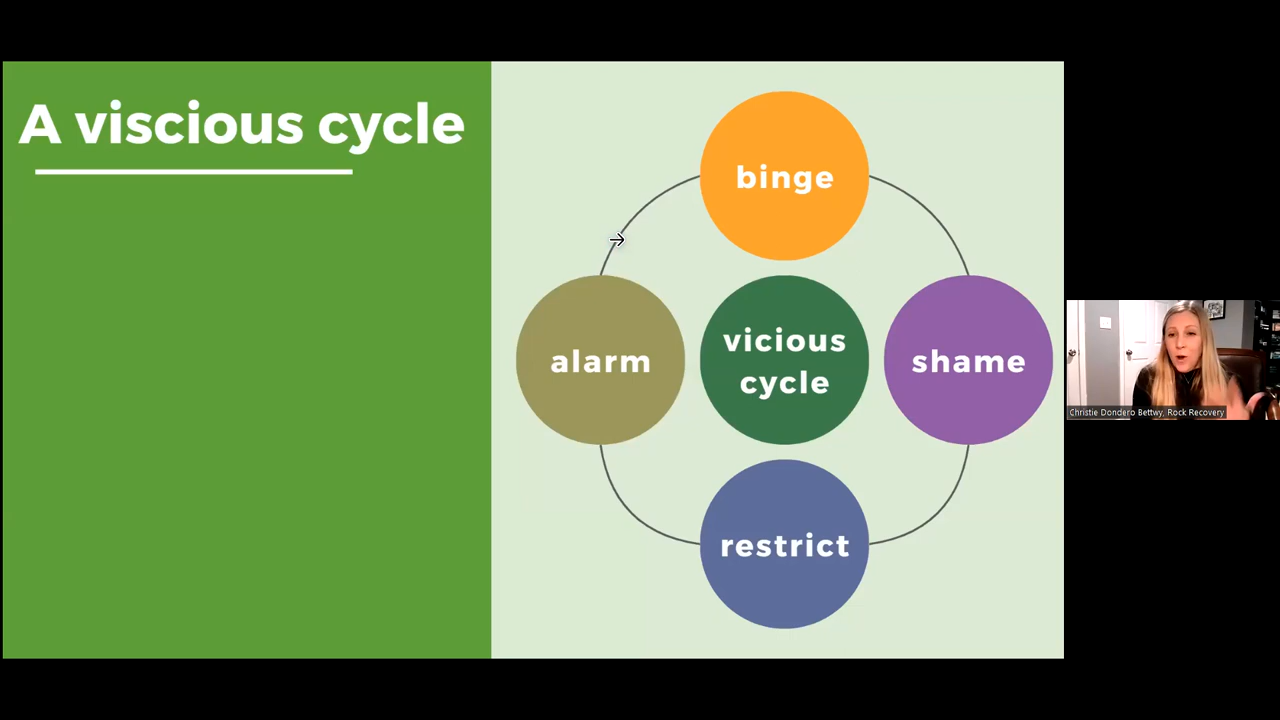 A viscious cycle
binge
alarm
vicious
cycle
shame
restrict
Christie Dondero Bettwy, Rock Recovery